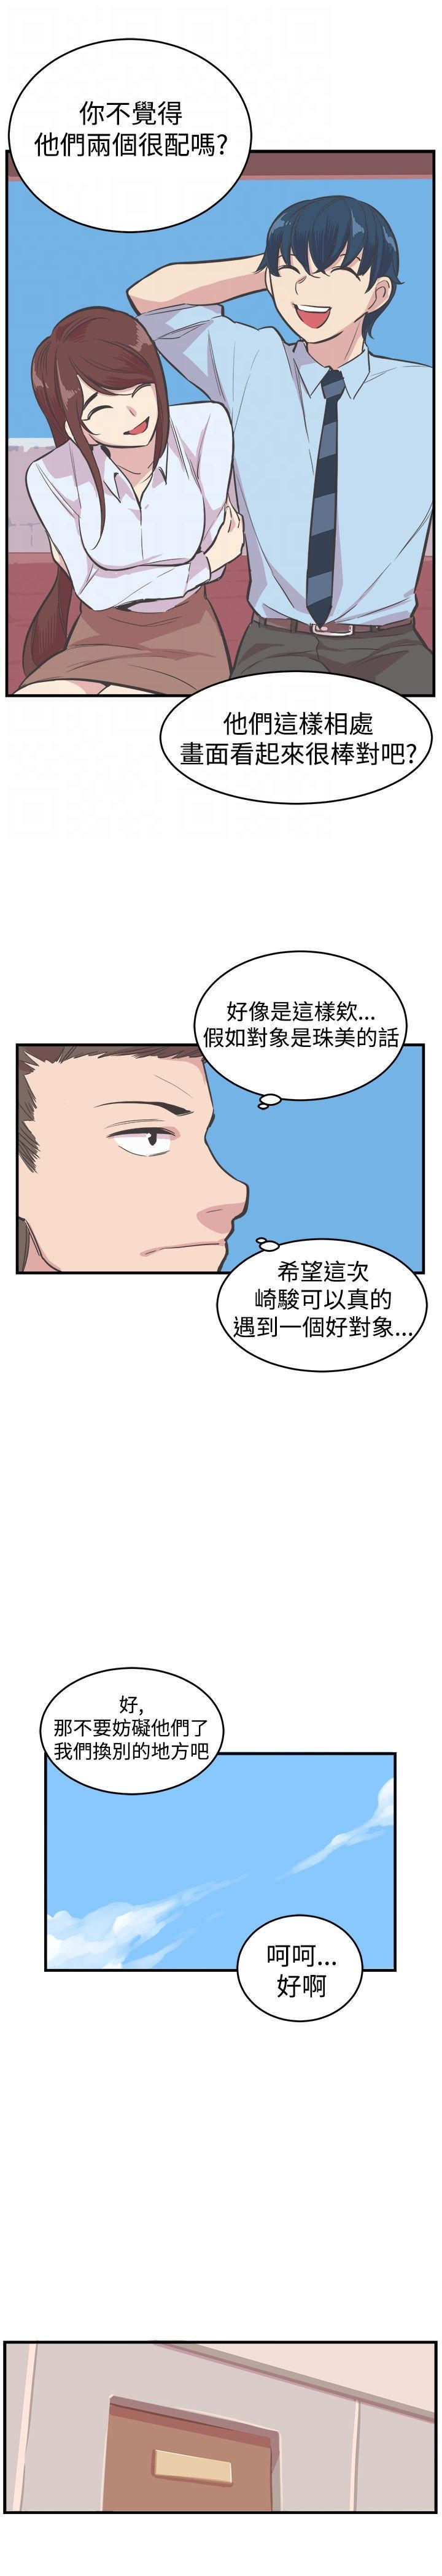 你不覺得
他們兩個很配嗎?
他們這樣相處
畫面看起來很棒對吧?
好像是這樣欸...
假如對象是珠美的話
希望這次
崎駿可以真的
遇到一個好對象...
好,
那不要妨礙他們了
我們換別的地方吧
呵呵...
好啊